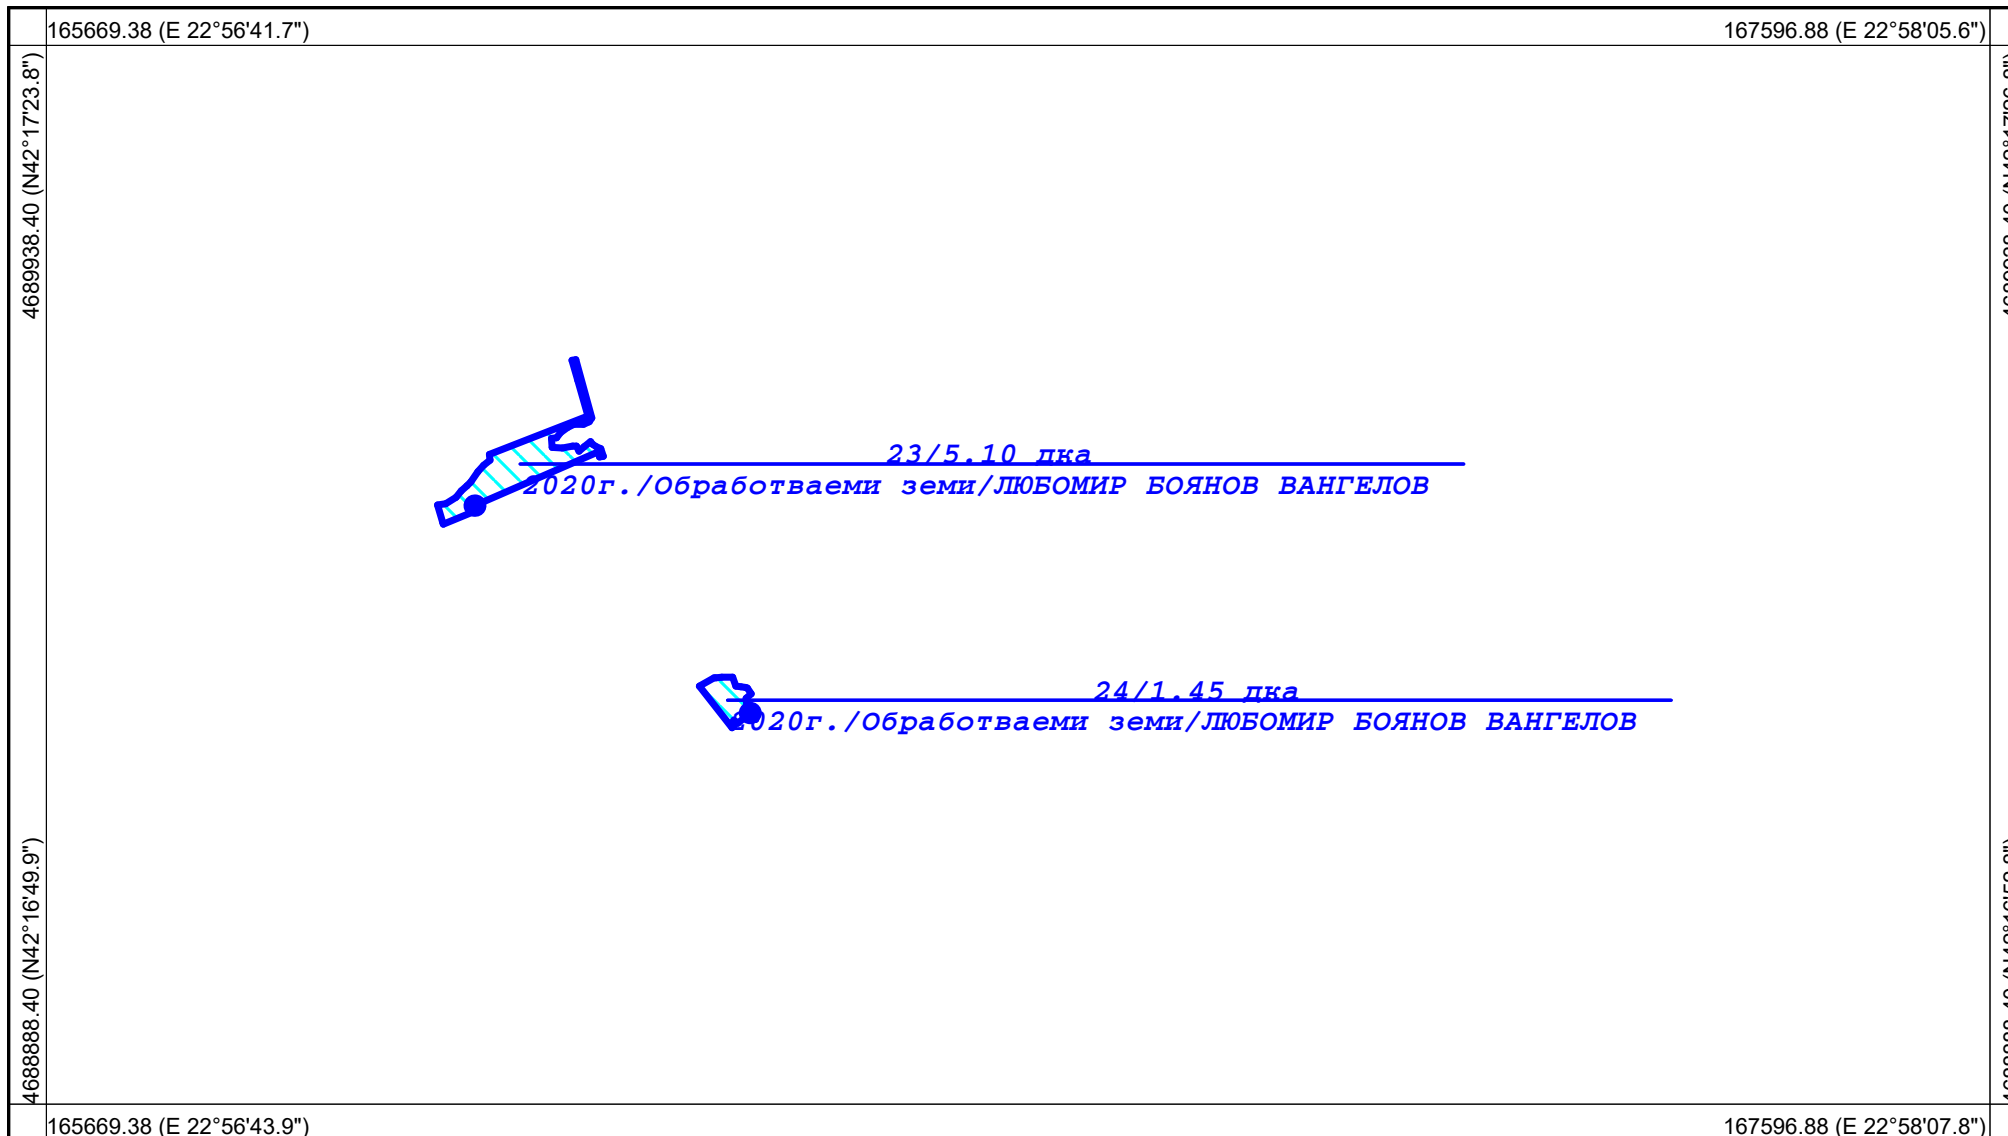 165669.38 (E 22°56'41.7")
167596.88 (E 22°58'05.6")
4689938.40 (N42°17'23.8")
23/5.10 дка
2020г./Обработваеми земи/ЛЮБОМИР БОЯНОВ ВАНГЕЛОВ
24/1.45 дка
2020г./Обработваеми земи/ЛЮБОМИР БОЯНОВ ВАНГЕЛОВ
4688888.40 (N42°16'49.9")
165669.38 (E 22°56'43.9")
167596.88 (E 22°58'07.8")